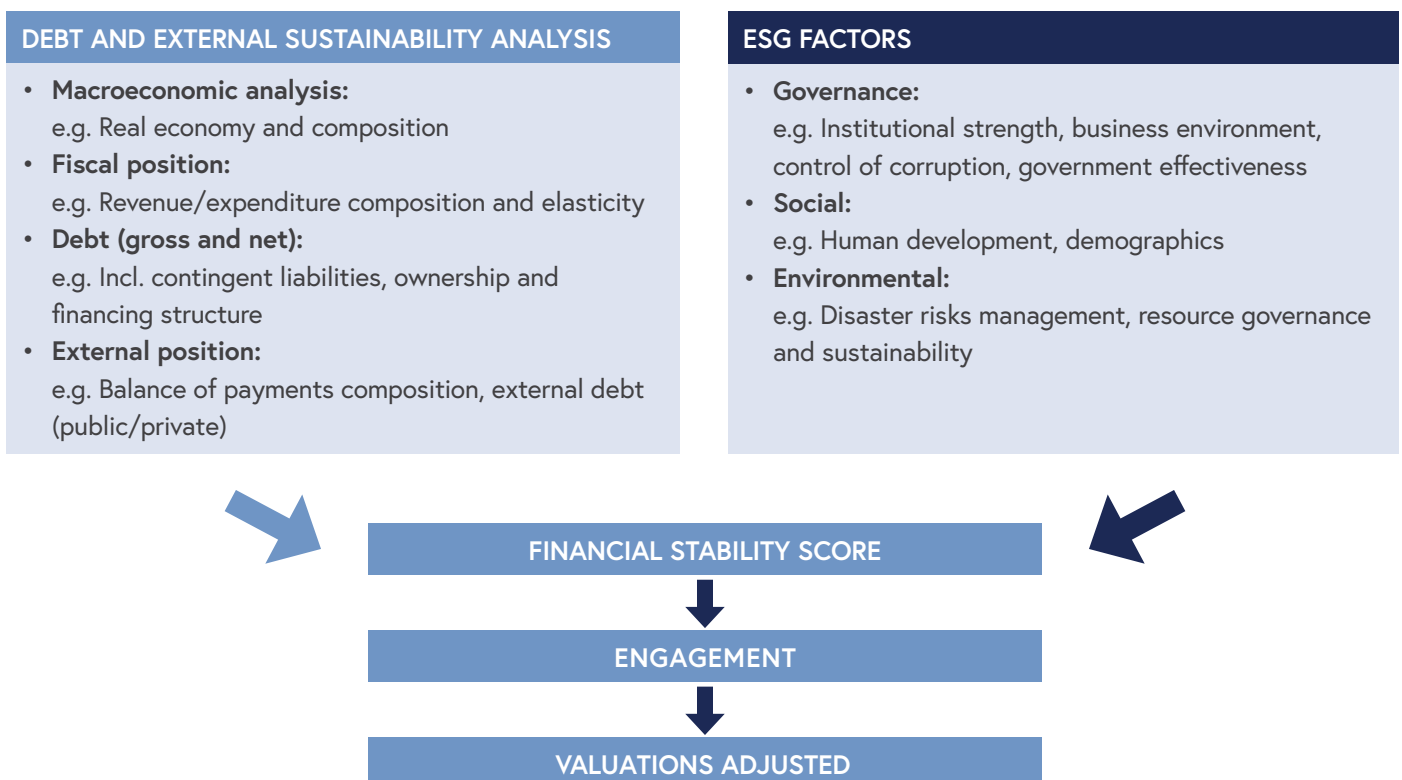 DEBT AND EXTERNAL SUSTAINABILITY ANALYSIS
• Macroeconomic analysis:
e.g. Real economy and composition
• Fiscal position:
e.g. Revenue/expenditure composition and elasticity
• Debt (gross and net):
e.g. Incl. contingent liabilities, ownership and
financing structure
• External position:
e.g. Balance of payments composition, external debt
(public/private)
ESG FACTORS
• Governance:
e.g. Institutional strength, business environment,
control of corruption, government effectiveness
• Social:
e.g. Human development, demographics
• Environmental:
e.g. Disaster risks management, resource governance
and sustainability
FINANCIAL STABILITY SCORE
ENGAGEMENT
VALUATIONS ADJUSTED